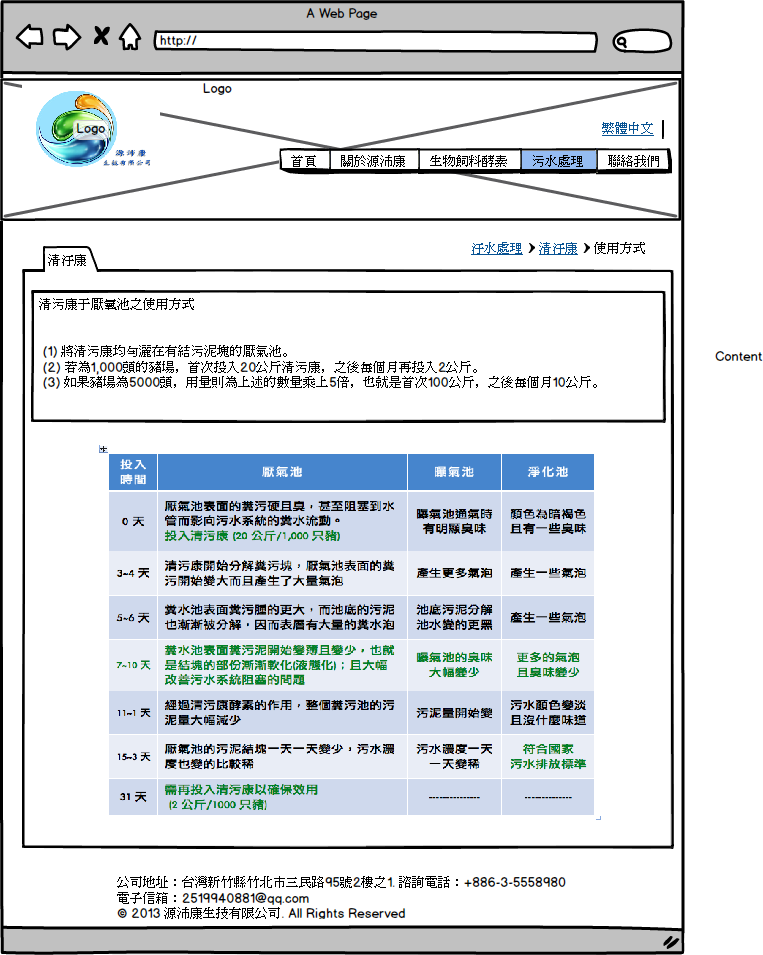 A Web Page
http://
Logo
Logo
源沛康
生技有限公司
繁體中文
首頁 關於源沛康 生物飼料酵素 污水處理 聯絡我們
汙水處理 清汙康 使用方式
清汙康
清污康于厭氧池之使用方式
(1) 將清污康均勻灑在有結污泥塊的厭氧池。
(2) 若為1,000頭的豬場，首次投入20公斤清污康，之後每個月再投入2公斤。
(3) 如果豬場為5000頭，用量則為上述的數量乘上5倍，也就是首次100公斤，之後每個月10公斤。
Content
投入
時間
厭氣池 曝氣池 淨化池
0 天
厭氣池表面的糞污硬且臭，甚至阻塞到水
管而影向污水系統的糞水流動。
投入清污康 (20 公斤/1,000 只豬)
曝氣池通氣時
有明顯臭味
顏色為暗褐色
且有一些臭味
3~4 天
清污康開始分解糞污塊，厭氣池表面的糞
污開始變大而且產生了大量氣泡
產生更多氣泡
產生一些氣泡
5~6 天
糞水池表面糞污腫的更大，而池底的污泥
也漸漸被分解，因而表層有大量的糞水泡
池底污泥分解
池水變的更黑
產生一些氣泡
7~10 天
糞水池表面糞污泥開始變薄且變少，也就
是結塊的部份漸漸軟化(液態化)；且大幅
改善污水系統阻塞的問題
曝氣池的臭味
大幅變少
更多的氣泡
且臭味變少
11~1 天
經過清污康酵素的作用，整個糞污池的污
泥量大幅減少
污泥量開始變
污水顏色變淡
且沒什麼味道
15~3 天
厭氣池的污泥結塊一天一天變少，污水濃
度也變的比較稀
污水濃度一天
一天變稀
符合國家
污水排放標準
31 天
需再投入清污康以確保效用
(2 公斤/1000 只豬)
---------------
--------------
公司地址：台灣新竹縣竹北市三民路95號2樓之1. 諮詢電話：+886-3-5558980
電子信箱：2519940881@qq.com
© 2013 源沛康生技有限公司. All Rights Reserved